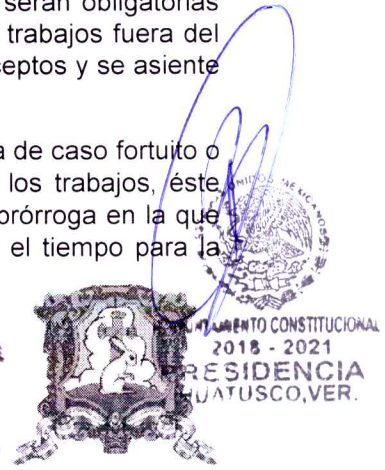 serán obligatorias
trabajos fuera del
ceptos y se asiente
a de caso fortuito o
los trabajos, éste
prórroga en la que
el tiempo para la
CONSTITUCIONAL
2018 - 2021
PRESIDENCIA
HUATUSCO, VER.